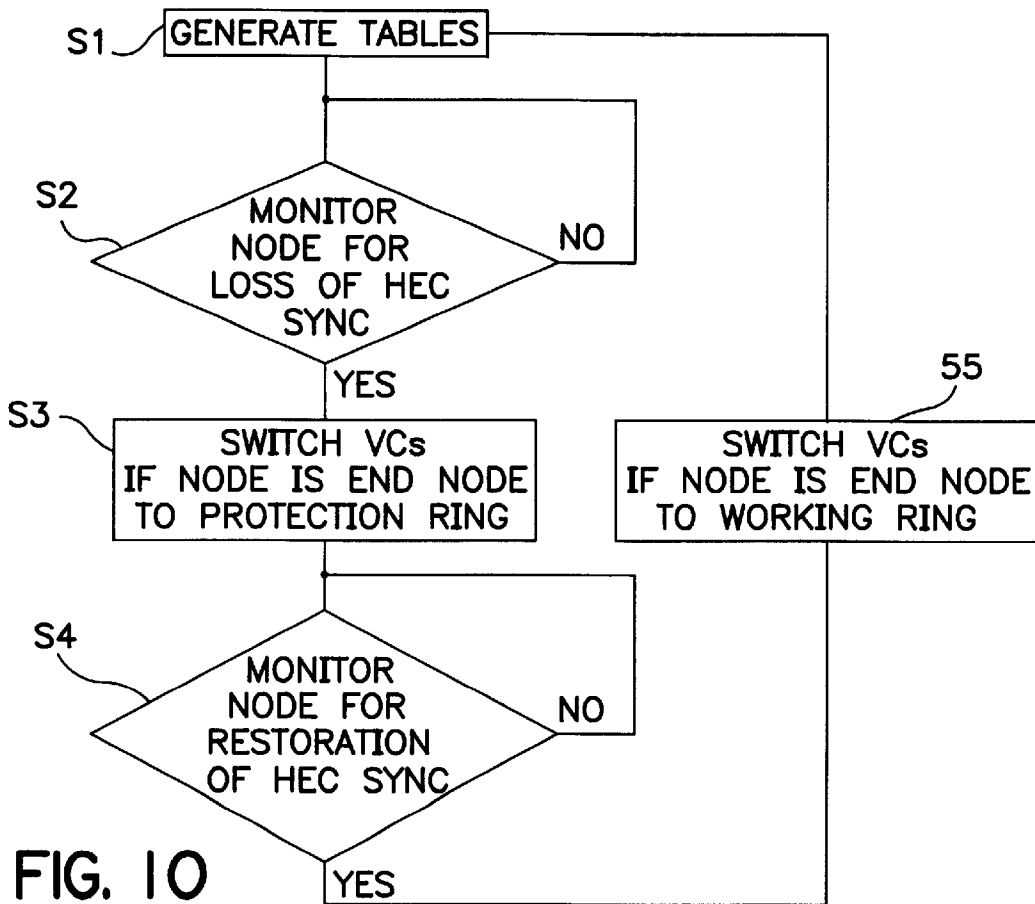 S1
GENERATE TABLES
S2
MONITOR
NODE FOR
LOSS OF HEC
SYNC
NO
YES
S3
SWITCH VCs
IF NODE IS END NODE
TO PROTECTION RING
55
SWITCH VCs
IF NODE IS END NODE
TO WORKING RING
S4
MONITOR
NODE FOR
RESTORATION
OF HEC SYNC
NO
YES
FIG. 10